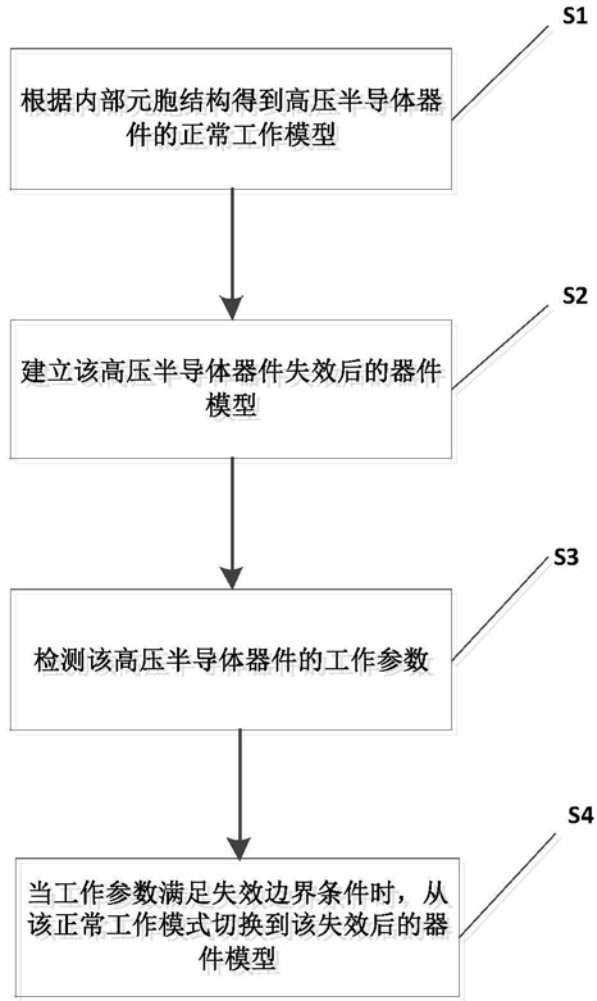 S1
根据内部元胞结构得到高压半导体器
件的正常工作模型
S2
建立该高压半导体器件失效后的器件
模型
S3
检测该高压半导体器件的工作参数
S4
当工作参数满足失效边界条件时，从
该正常工作模式切换到该失效后的器
件模型